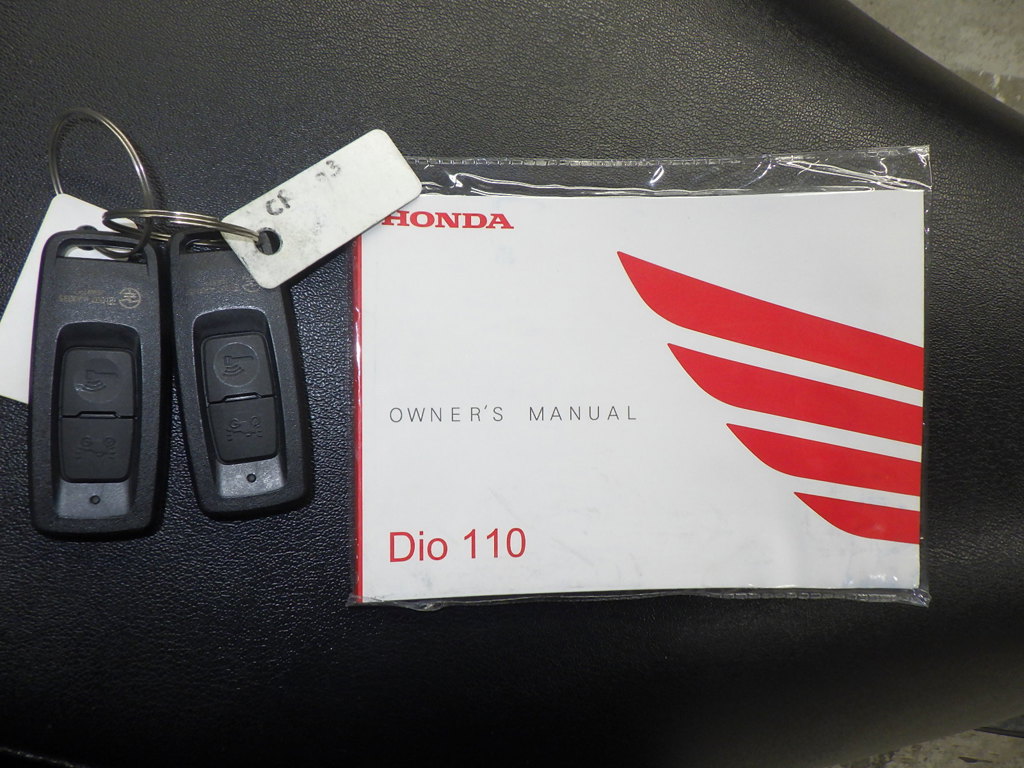 HONDA
OWNER'S MANUAL
Dio 110